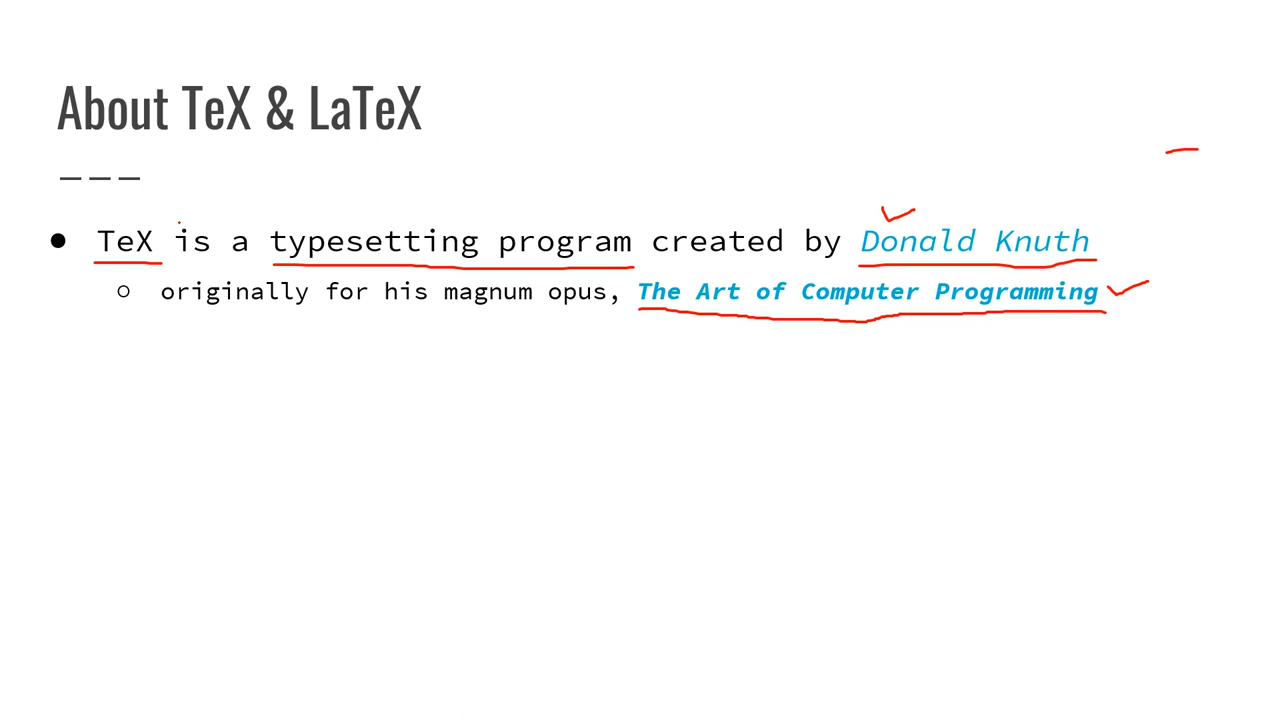 About TeX & LaTeX
● TeX is a typesetting program created by Donald Knuth
○ originally for his magnum opus, The Art of Computer Programming